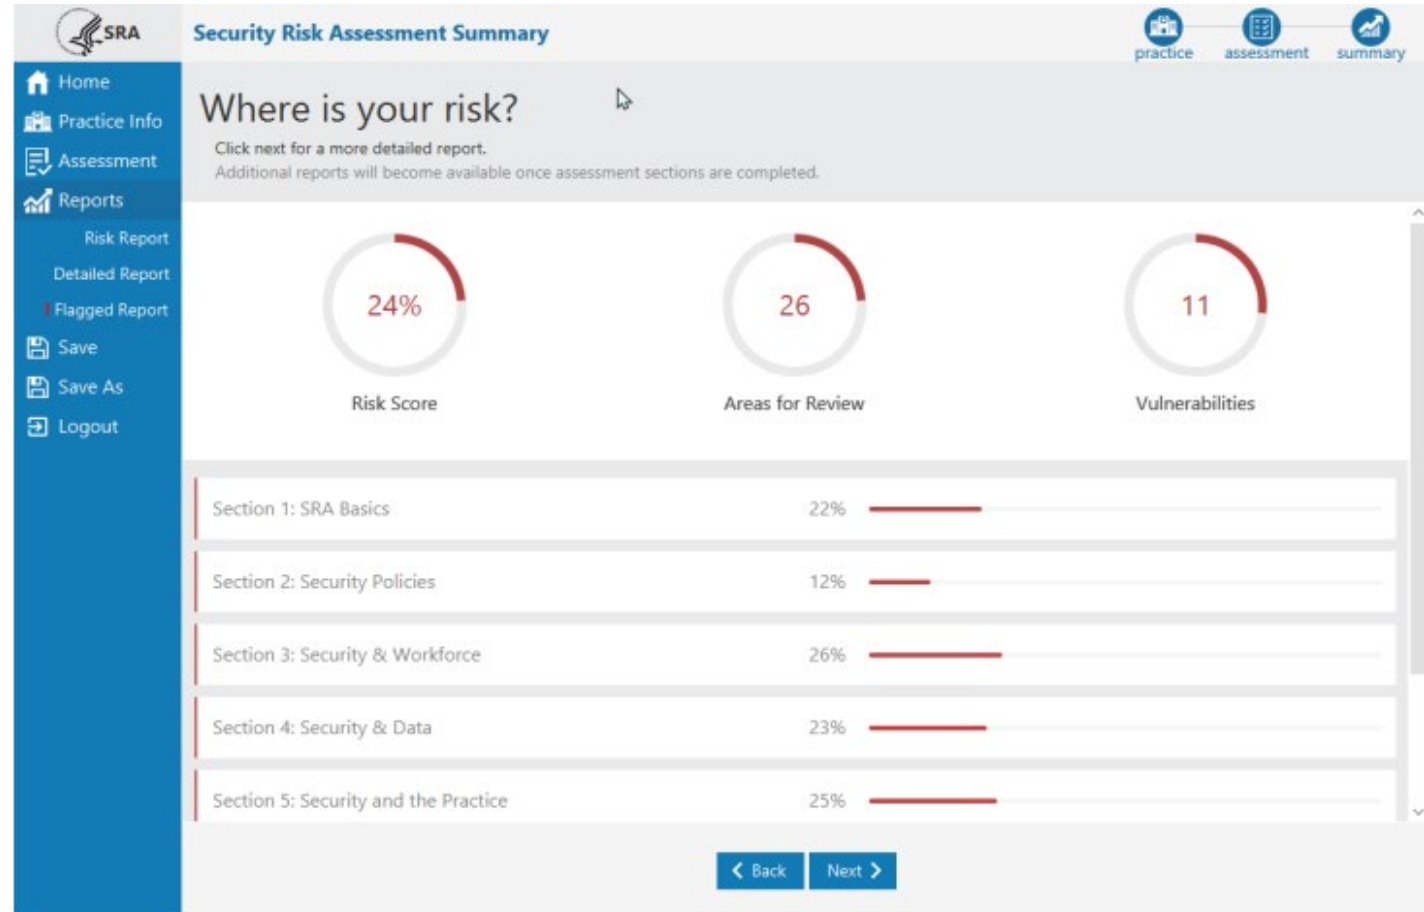 SRA
Security Risk Assessment Summary
practice
assessment
summary
Home
Practice Info
Assessment
Reports
Risk Report
Detailed Report
! Flagged Report
Save
Save As
Logout
Where is your risk?
Click next for a more detailed report.
Additional reports will become available once assessment sections are completed.
24%
Risk Score
26
Areas for Review
11
Vulnerabilities
Section 1: SRA Basics 22%
Section 2: Security Policies 12%
Section 3: Security & Workforce 26%
Section 4: Security & Data 23%
Section 5: Security and the Practice 25%
Back
Next